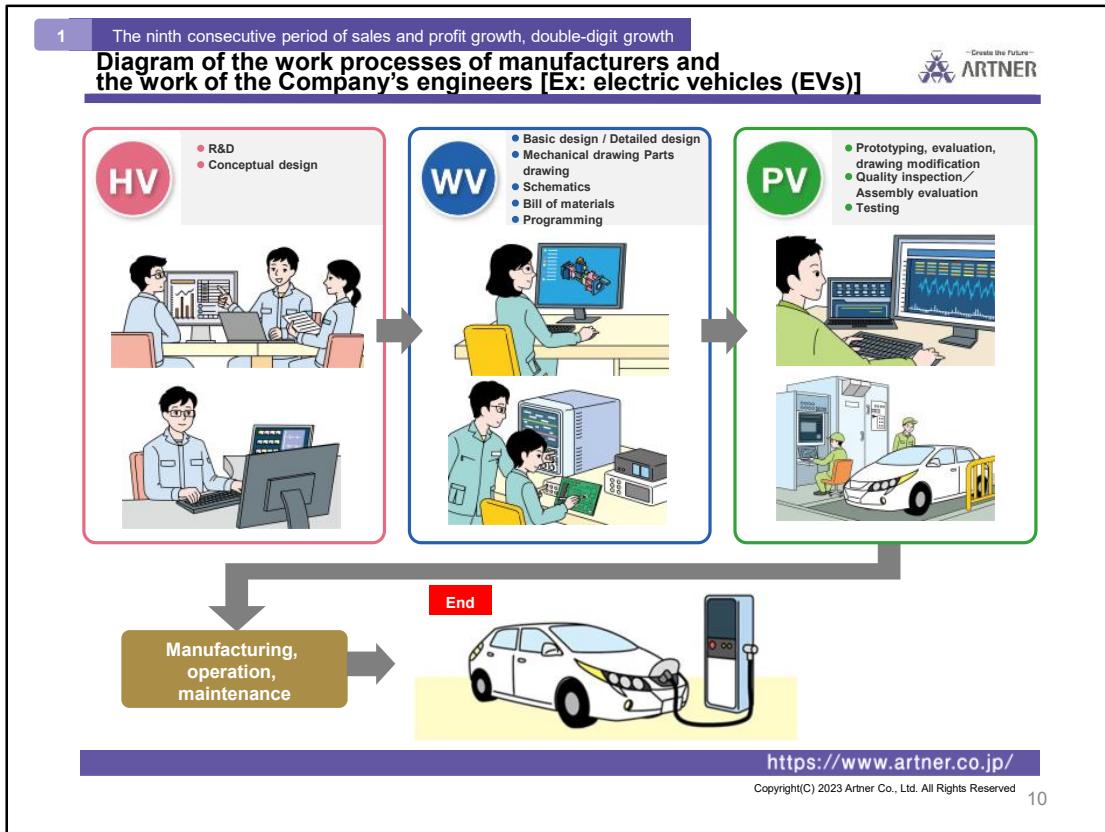 1
The ninth consecutive period of sales and profit growth, double-digit growth
Diagram of the work processes of manufacturers and
the work of the Company's engineers [Ex: electric vehicles (EVs)]
−Create the Future−
ARTNER
HV
● R&D
● Conceptual design
WV
● Basic design / Detailed design
● Mechanical drawing Parts
drawing
● Schematics
● Bill of materials
● Programming
PV
● Prototyping, evaluation,
drawing modification
● Quality inspection／
Assembly evaluation
● Testing
End
Manufacturing,
operation,
maintenance
https://www.artner.co.jp/
Copyright(C) 2023 Artner Co., Ltd. All Rights Reserved
10